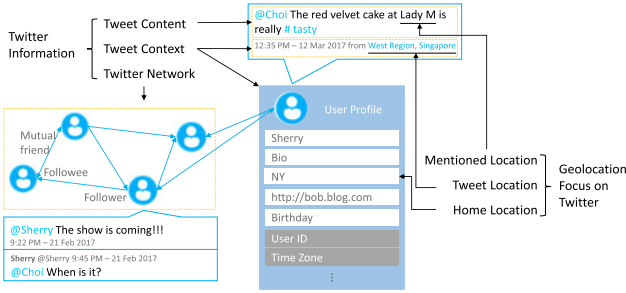 @Choi The red velvet cake at Lady M is
really # tasty
12:35 PM – 12 Mar 2017 from West Region, Singapore
Twitter
Information
Tweet Content
Tweet Context
Twitter Network
User Profile
Sherry
Bio
NY
http://bob.blog.com
Birthday
User ID
Time Zone
⋮
Mutual
friend
Followee
Follower
@Sherry The show is coming!!!
9:22 PM – 21 Feb 2017
Sherry @Sherry 9:45 PM – 21 Feb 2017
@Choi When is it?
Mentioned Location
Tweet Location
Home Location
Geolocation
Focus on
Twitter